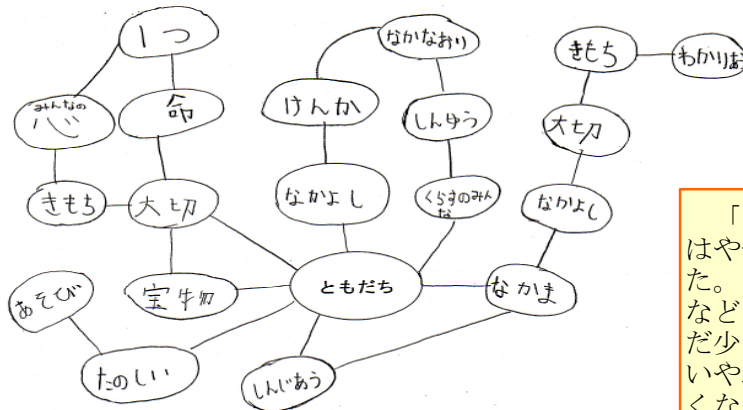 1つ
みんなの
心
命
きもち
大切
宝物
あそび
たのしい
なかなおり
けんか
しんゆう
なかよし
くらすのみん
な
ともだち
しんじあう
きもち
わかりあ
大切
なかよし
なかま
「
はや
た。
など
だ少
いや
くな